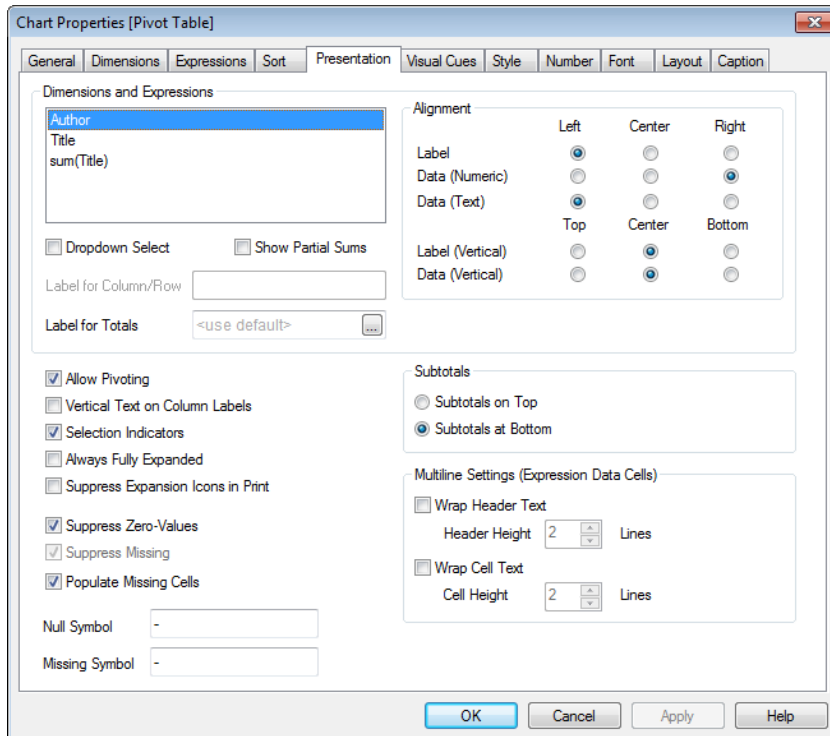 Chart Properties [Pivot Table]
General Dimensions Expressions Sort Presentation Visual Cues Style Number Font Layout Caption
Dimensions and Expressions
Author
Title
sum(Title)
Dropdown Select Show Partial Sums
Label for Column/Row
Label for Totals <use default> ...
Alignment
Left Center Right
Label
Data (Numeric)
Data (Text)
Top Center Bottom
Label (Vertical)
Data (Vertical)
Allow Pivoting
Vertical Text on Column Labels
Selection Indicators
Always Fully Expanded
Suppress Expansion Icons in Print
Suppress Zero-Values
Suppress Missing
Populate Missing Cells
Null Symbol -
Missing Symbol -
Subtotals
Subtotals on Top
Subtotals at Bottom
Multiline Settings (Expression Data Cells)
Wrap Header Text
Header Height 2 Lines
Wrap Cell Text
Cell Height 2 Lines
OK Cancel Apply Help